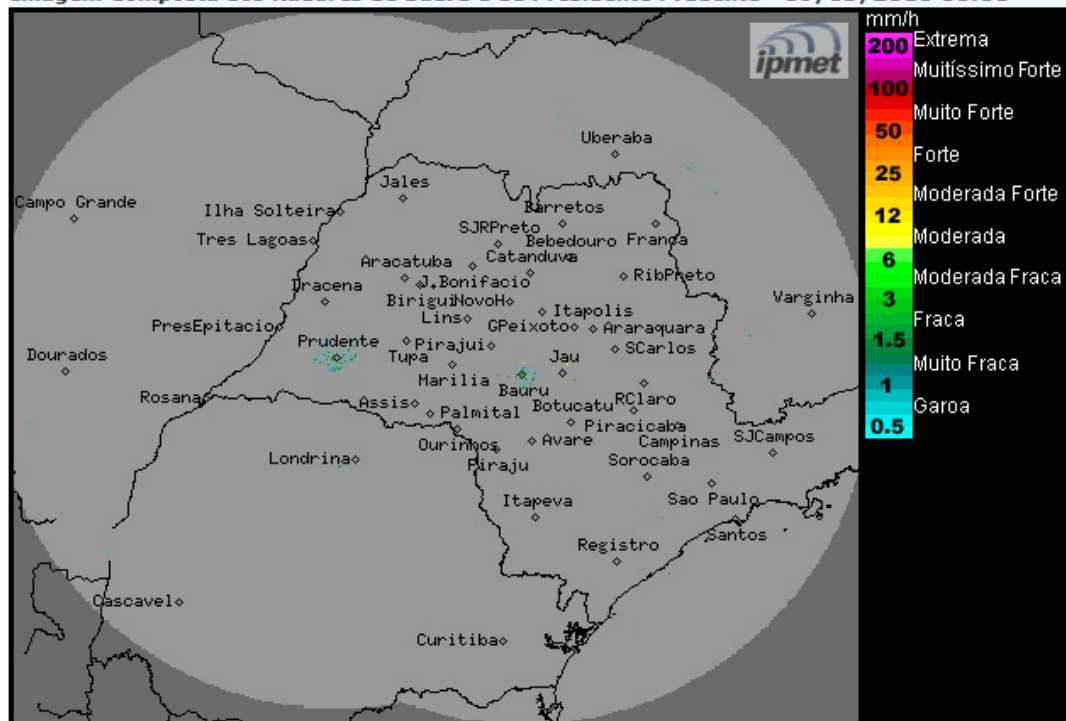 mm/h
200 Extrema
Muitíssimo Forte
100
Muito Forte
50
Forte
25
Moderada Forte
12
Moderada
6
Moderada Fraca
3
Fraca
1.5
Muito Fraca
1
Garoa
0.5
ipmet
Uberaba
Jales
Campo Grande
Ilha Solteira
Barretos
SJRPreto
Tres Lagoas
Bebedouro
Franca
Aracatuba
Catanduva
J.Bonifacio
RibPreto
Dracena
Birigui
NovoH
Varginha
Itapolis
Lins
PresEpitacio
GPeixoto
Araraquara
Prudente
Pirajui
SCarlos
Dourados
Tupa
Jau
Marilia
Bauru
Rosana
Assis
RClaro
Palmital
Botucatu
Piracicaba
Ourinhos
Avare
Campinas
SJCampos
Londrina
Piraju
Sorocaba
Itapeva
Sao Paulo
Santos
Registro
Cascavel
Curitiba